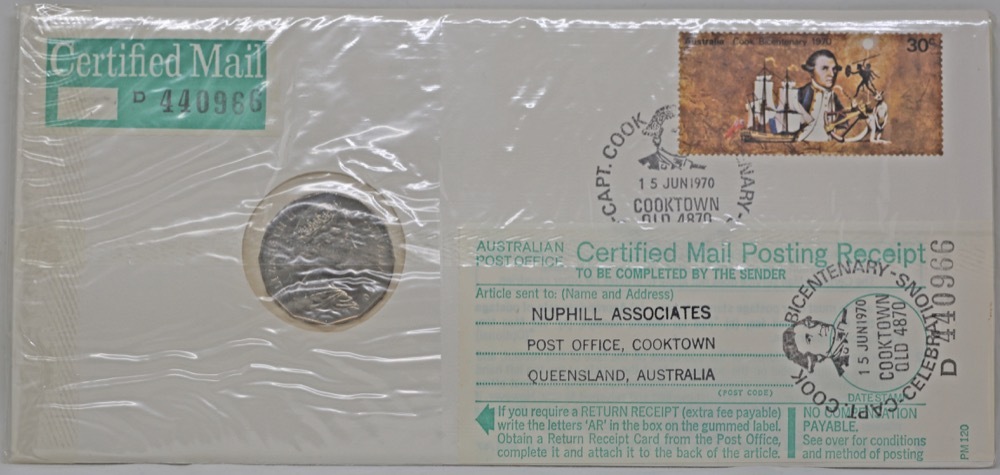 Certified Mail
D 440966
Australia Cook Bicentenary 1970 30c
CAPT. COOK
NARY-
15 JUN1970
COOKTOWN
QLD 4870
AUSTRALIAN
POST OFFICE
Certified Mail Posting Receipt
TO BE COMPLETED BY THE SENDER
Article sent to: (Name and Address)
NUPHILL ASSOCIATES
POST OFFICE, COOKTOWN
QUEENSLAND, AUSTRALIA
(POST CODE)
DATE STAMP
If you require a RETURN RECEIPT (extra fee payable)
write the letters 'AR' in the box on the gummed label.
Obtain a Return Receipt Card from the Post Office,
complete it and attach it to the back of the article.
NO COMPENSATION
PAYABLE.
See over for conditions
and method of posting
PM 120
D 440966
CAPT. COOK BICENTENARY-CELEBRATIONS-
15 JUN1970
COOKTOWN
QLD 4870